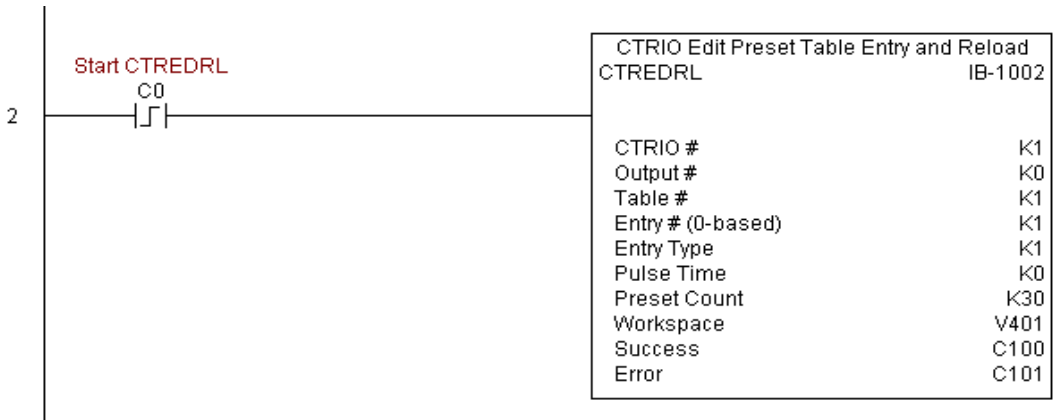 CTRIO Edit Preset Table Entry and Reload
CTREDRL IB-1002
Start CTREDRL
C0
2
CTRIO # K1
Output # K0
Table # K1
Entry # (0-based) K1
Entry Type K1
Pulse Time K0
Preset Count K30
Workspace V401
Success C100
Error C101